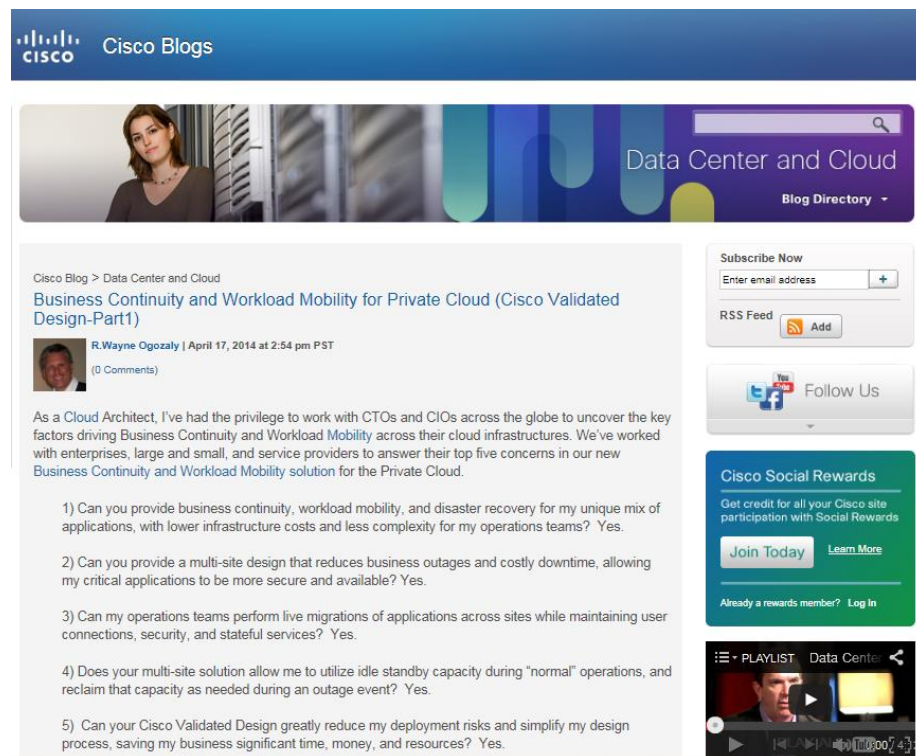 CISCO
Cisco Blogs
Data Center and Cloud
Blog Directory
Cisco Blog > Data Center and Cloud
Business Continuity and Workload Mobility for Private Cloud (Cisco Validated
Design-Part1)
R.Wayne Ogozaly | April 17, 2014 at 2:54 pm PST
(0 Comments)
As a Cloud Architect, I've had the privilege to work with CTOs and CIOs across the globe to uncover the key
factors driving Business Continuity and Workload Mobility across their cloud infrastructures. We've worked
with enterprises, large and small, and service providers to answer their top five concerns in our new
Business Continuity and Workload Mobility solution for the Private Cloud.
1) Can you provide business continuity, workload mobility, and disaster recovery for my unique mix of
applications, with lower infrastructure costs and less complexity for my operations teams? Yes.
2) Can you provide a multi-site design that reduces business outages and costly downtime, allowing
my critical applications to be more secure and available? Yes.
3) Can my operations teams perform live migrations of applications across sites while maintaining user
connections, security, and stateful services? Yes.
4) Does your multi-site solution allow me to utilize idle standby capacity during "normal" operations, and
reclaim that capacity as needed during an outage event? Yes.
5) Can your Cisco Validated Design greatly reduce my deployment risks and simplify my design
process, saving my business significant time, money, and resources? Yes.
Subscribe Now
Enter email address
+
RSS Feed
Add
You
Tube
Follow Us
Cisco Social Rewards
Get credit for all your Cisco site
participation with Social Rewards
Join Today
Learn More
Already a rewards member? Log In
PLAYLIST Data Center